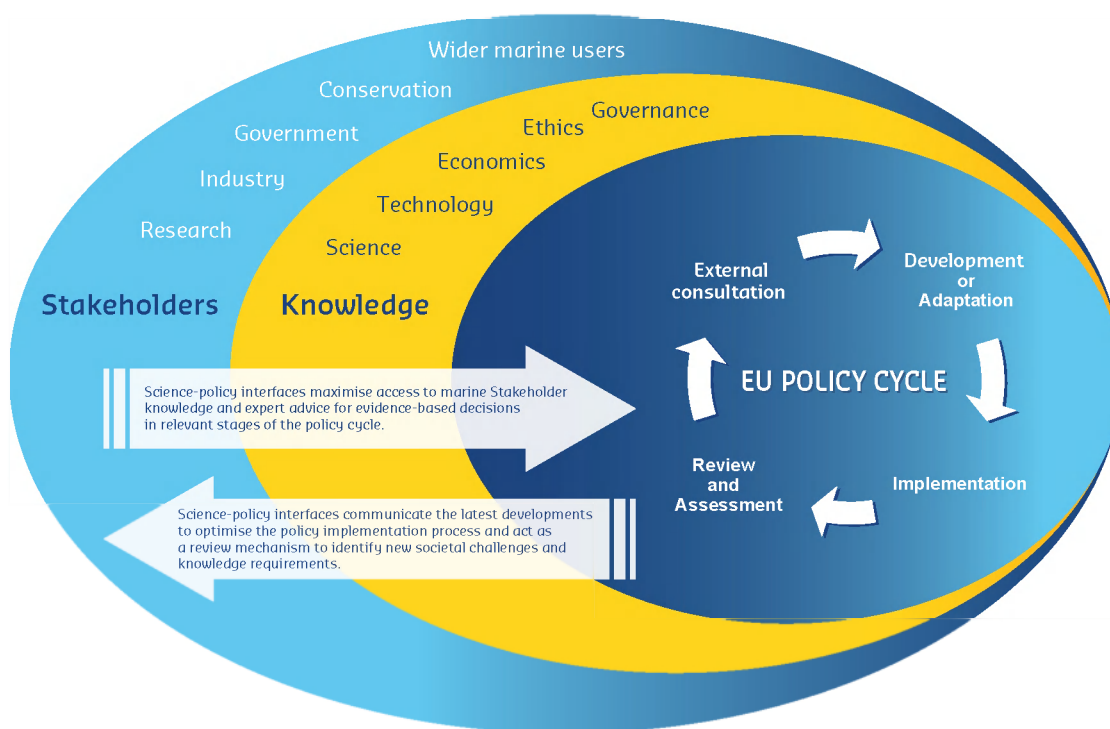 Wider marine users
Conservation
Government
Industry
Research
Stakeholders
Governance
Ethics
Economics
Technology
Science
Knowledge
External
consultation
Development
or
Adaptation
EU POLICY CYCLE
Review
and
Assessment
Implementation
Science-policy interfaces maximise access to marine Stakeholder
knowledge and expert advice for evidence-based decisions
in relevant stages of the policy cycle.
Science-policy interfaces communicate the latest developments
to optimise the policy implementation process and act as
a review mechanism to identify new societal challenges and
knowledge requirements.